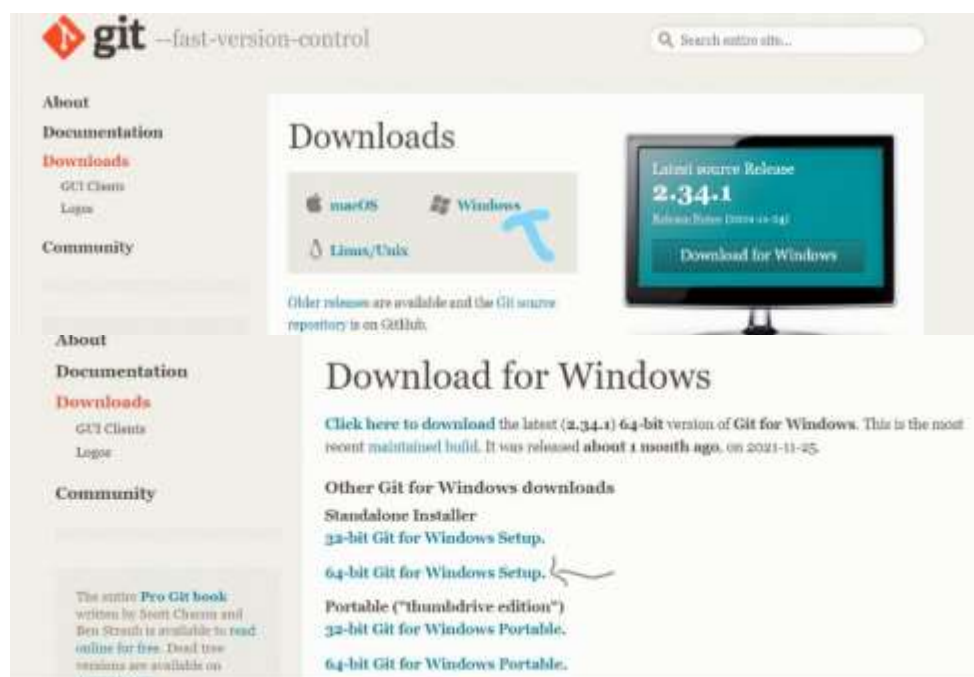 git --fast-version-control
Search entire site...
About
Documentation
Downloads
GUI Clients
Logos
Community
Downloads
macOS
Windows
Linux/Unix
Older releases are available and the Git source
repository is on GitHub.
Latest source Release
2.34.1
Release Notes (2021-11-24)
Download for Windows
About
Documentation
Downloads
GUI Clients
Logos
Community
The entire Pro Git book
written by Scott Chacon and
Ben Straub is available to read
online for free. Dead tree
versions are available on
Download for Windows
Click here to download the latest (2.34.1) 64-bit version of Git for Windows. This is the most
recent maintained build. It was released about 1 month ago, on 2021-11-25.
Other Git for Windows downloads
Standalone Installer
32-bit Git for Windows Setup.
64-bit Git for Windows Setup.
Portable ("thumbdrive edition")
32-bit Git for Windows Portable.
64-bit Git for Windows Portable.